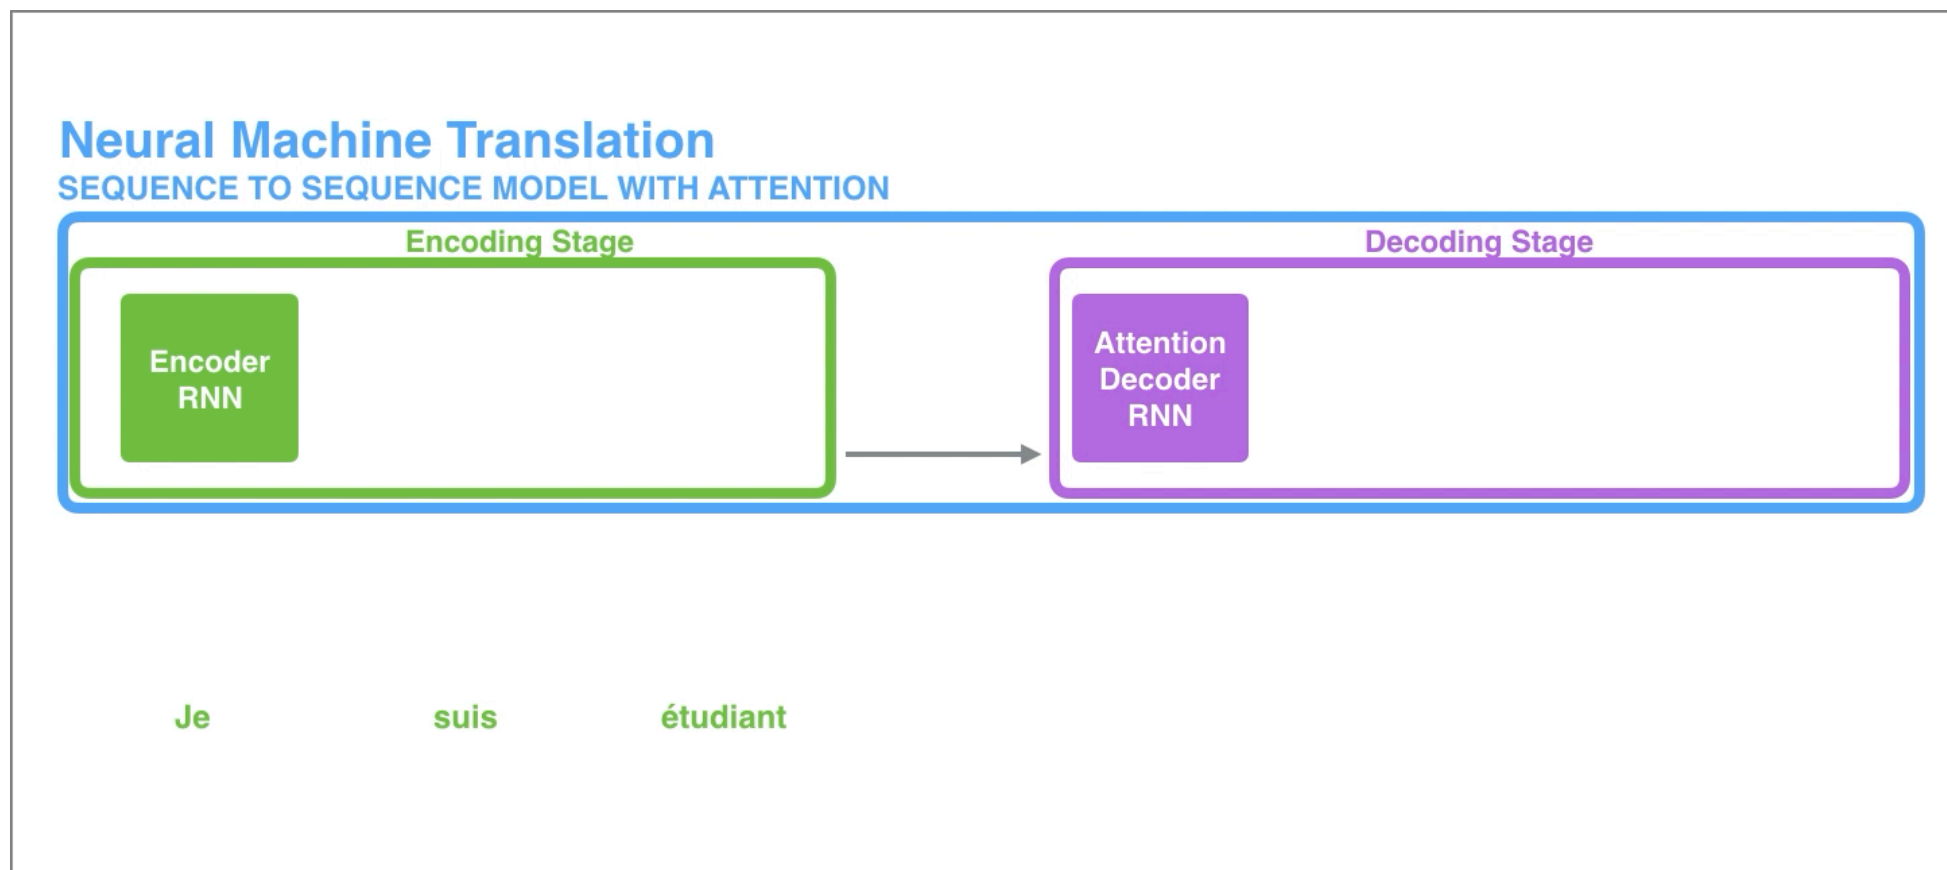 Neural Machine Translation
SEQUENCE TO SEQUENCE MODEL WITH ATTENTION
Encoding Stage
Encoder
RNN
Decoding Stage
Attention
Decoder
RNN
Je suis étudiant